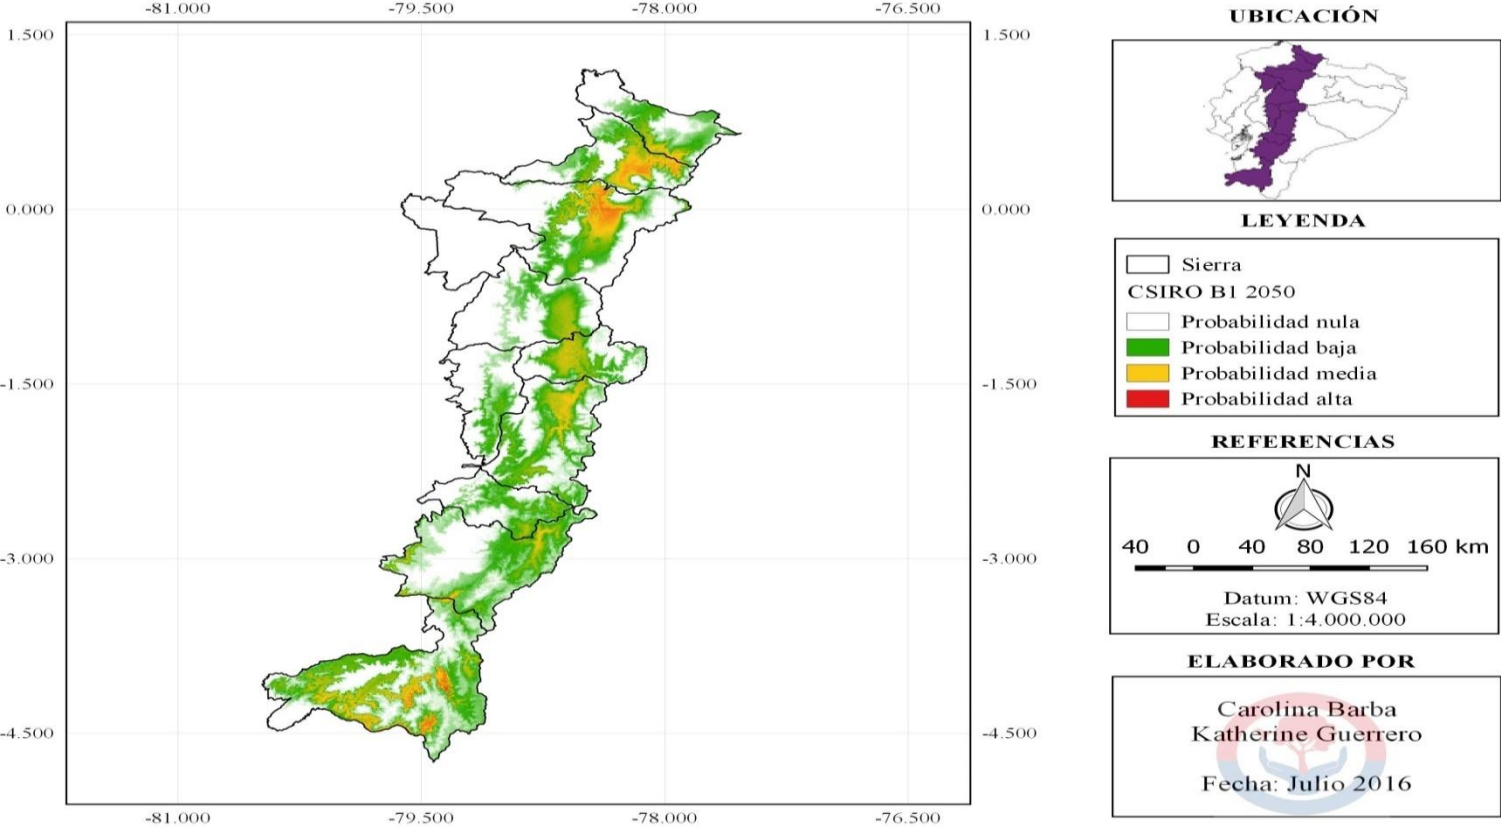 -81.000 -79.500 -78.000 -76.500
1.500 1.500
0.000 0.000
-1.500 -1.500
-3.000 -3.000
-4.500 -4.500
-81.000 -79.500 -78.000 -76.500
UBICACIÓN
LEYENDA
Sierra
CSIRO B1 2050
Probabilidad nula
Probabilidad baja
Probabilidad media
Probabilidad alta
REFERENCIAS
N
40 0 40 80 120 160 km
Datum: WGS84
Escala: 1:4.000.000
ELABORADO POR
Carolina Barba
Katherine Guerrero
Fecha: Julio 2016